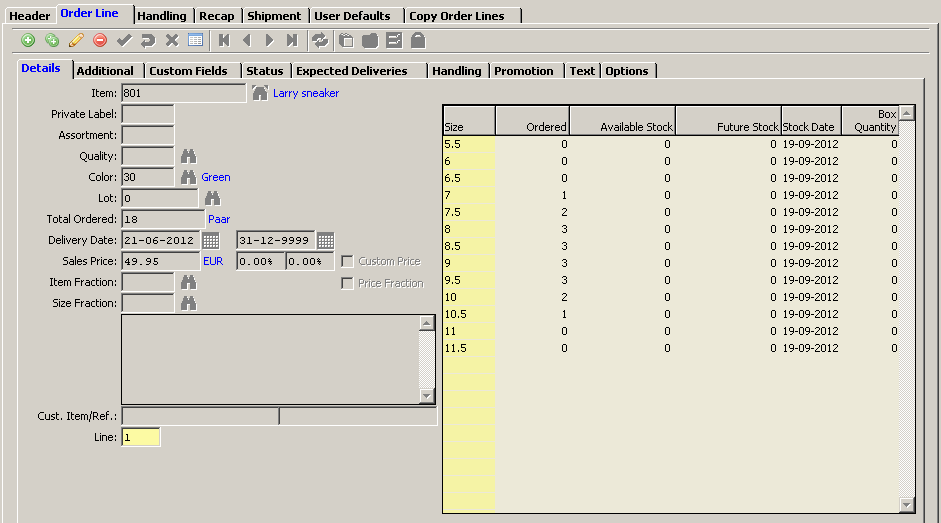 Header Order Line Handling Recap Shipment User Defaults Copy Order Lines
Details Additional Custom Fields Status Expected Deliveries Handling Promotion Text Options
Item: 801 Larry sneaker
Private Label:
Assortment:
Quality:
Color: 30 Green
Lot: 0
Total Ordered: 18 Paar
Delivery Date: 21-06-2012 31-12-9999
Sales Price: 49.95 EUR 0.00% 0.00% Custom Price
Item Fraction: Price Fraction
Size Fraction:
Cust. Item/Ref.:
Line: 1
Size Ordered Available Stock Future Stock Stock Date Box Quantity
5.5 0 0 0 19-09-2012 0
6 0 0 0 19-09-2012 0
6.5 0 0 0 19-09-2012 0
7 1 0 0 19-09-2012 0
7.5 2 0 0 19-09-2012 0
8 3 0 0 19-09-2012 0
8.5 3 0 0 19-09-2012 0
9 3 0 0 19-09-2012 0
9.5 3 0 0 19-09-2012 0
10 2 0 0 19-09-2012 0
10.5 1 0 0 19-09-2012 0
11 0 0 0 19-09-2012 0
11.5 0 0 0 19-09-2012 0